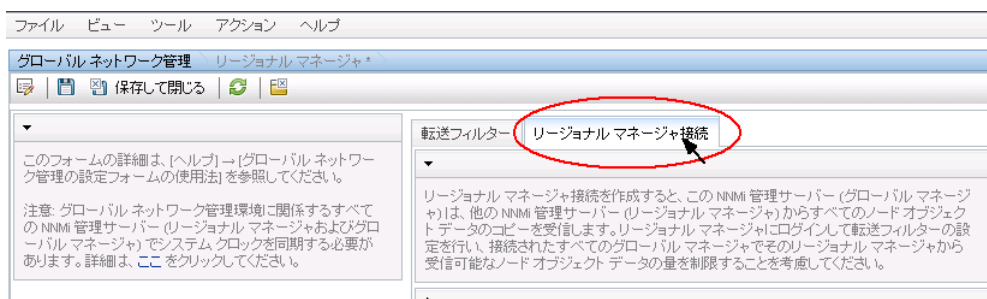 ファイル ビュー ツール アクション ヘルプ
グローバル ネットワーク管理 リージョナル マネージャ *
保存して閉じる
このフォームの詳細は、[ヘルプ]→[グローバル ネットワー
ク管理の設定フォームの使用法] を参照してください。
注意: グローバル ネットワーク管理環境に関係するすべて
の NNMi 管理サーバー (リージョナル マネージャおよびグロ
ーバル マネージャ) でシステム クロックを同期する必要が
あります。詳細は、ここ をクリックしてください。
転送フィルター リージョナル マネージャ接続
リージョナル マネージャ接続を作成すると、この NNMi 管理サーバー (グローバル マネージ
ャ)は、他の NNMi 管理サーバー (リージョナル マネージャ) からすべてのノード オブジェク
ト データのコピーを受信します。リージョナル マネージャにログインして転送フィルターの設
定を行い、接続されたすべてのグローバル マネージャでそのリージョナル マネージャから
受信可能なノード オブジェクト データの量を制限することを考慮してください。